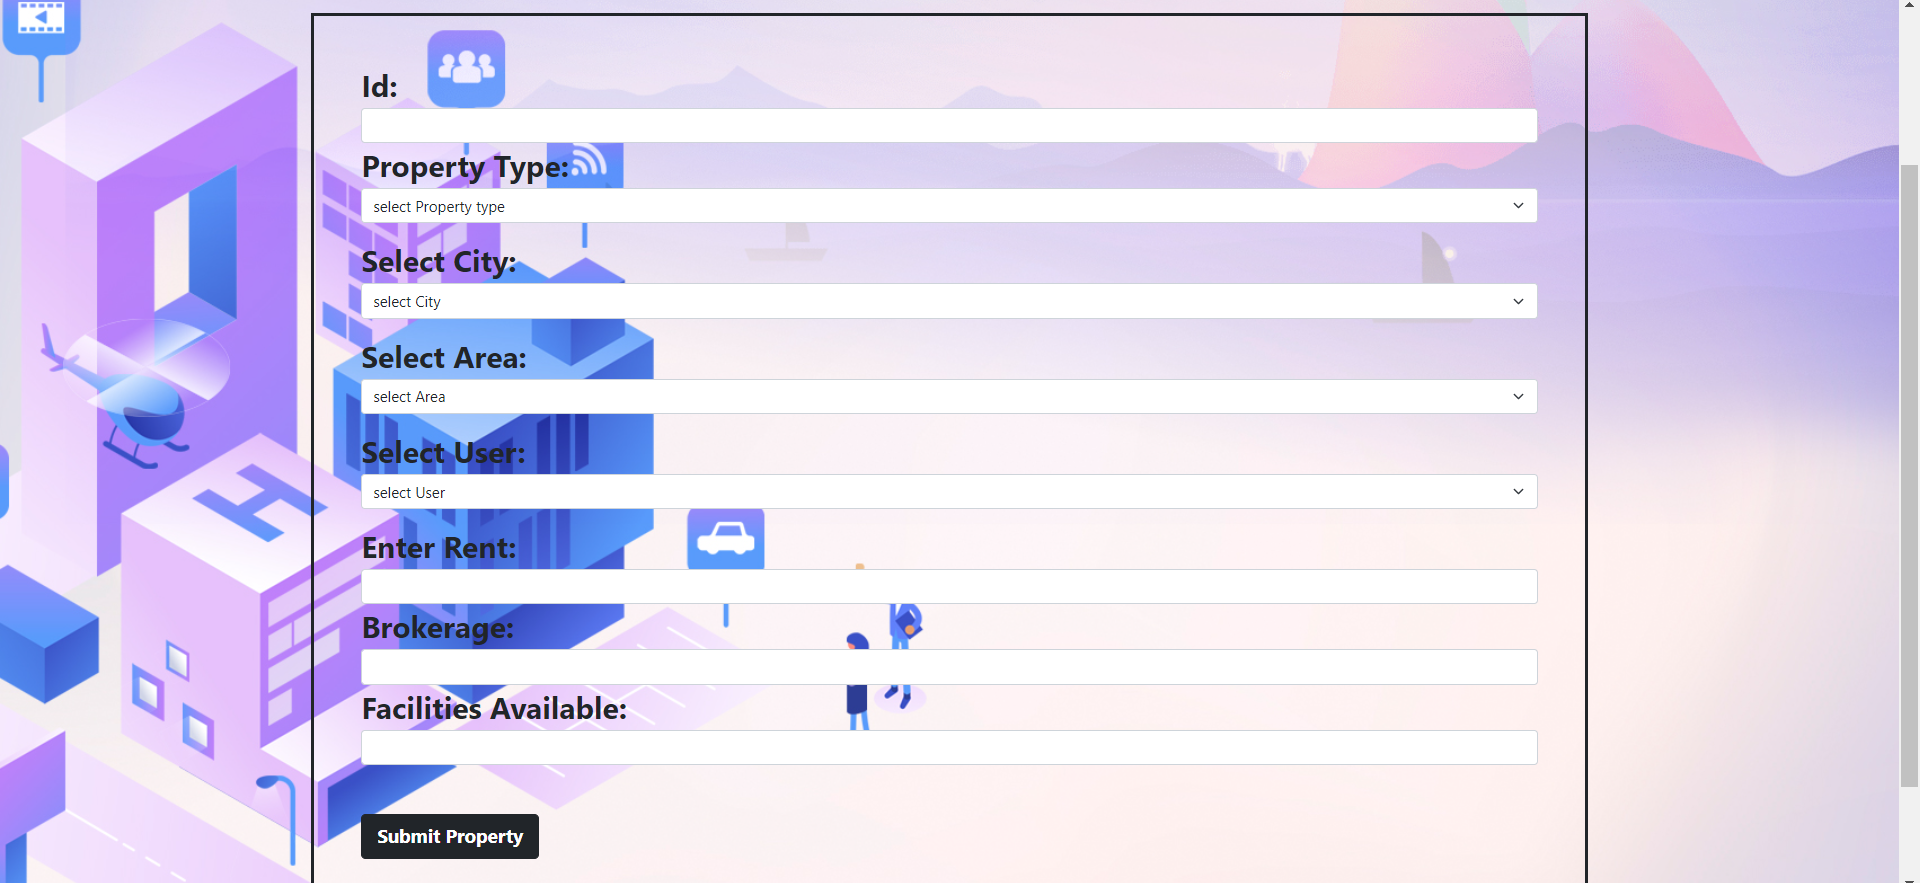 Id:
Property Type:
select Property type
Select City:
select City
Select Area:
select Area
Select User:
select User
Enter Rent:
Brokerage:
Facilities Available:
Submit Property
H